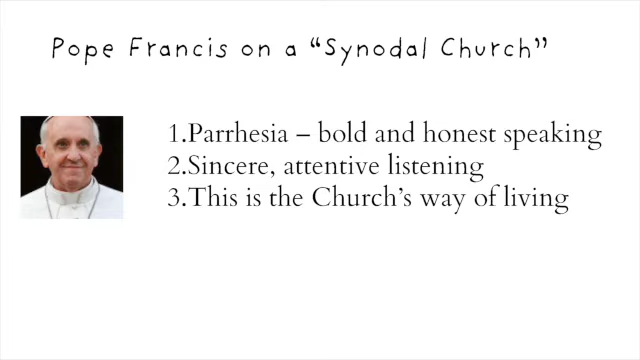 Pope Francis on a “Synodal Church”
1.Parrhesia – bold and honest speaking
2.Sincere, attentive listening
3.This is the Church’s way of living